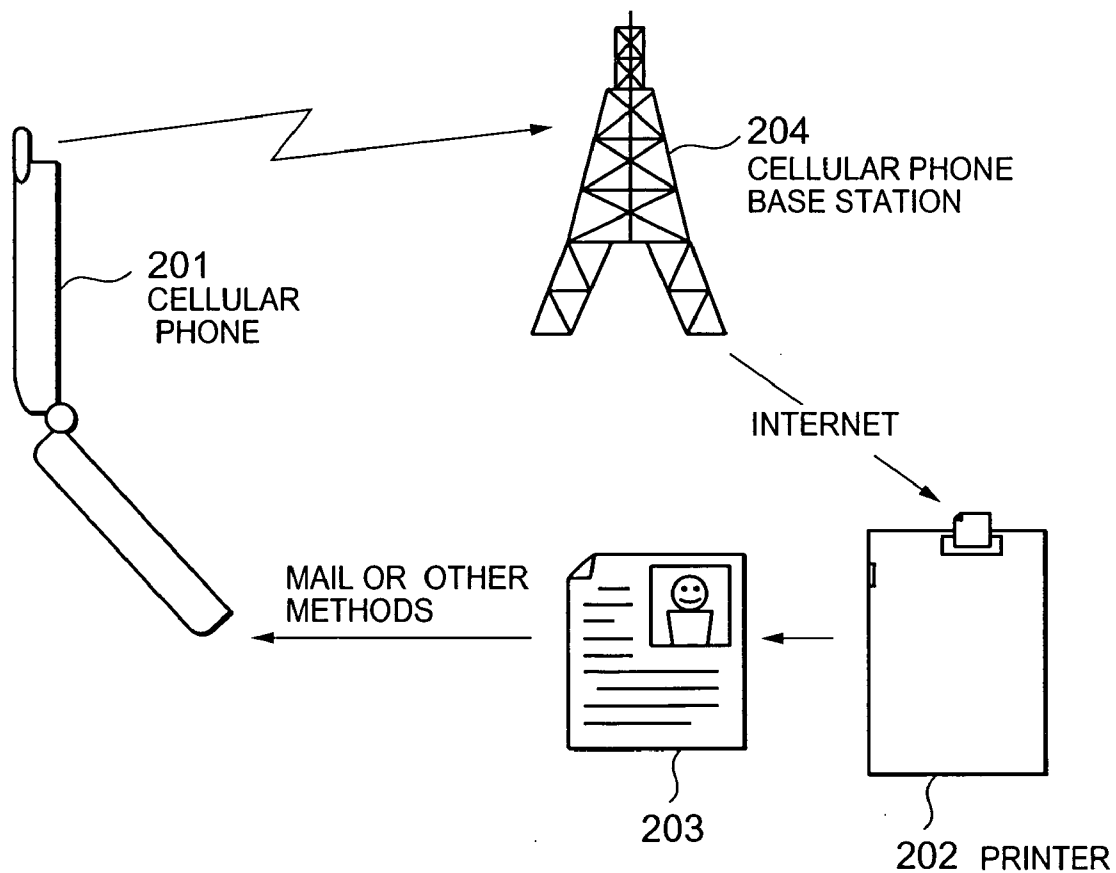 204
CELLULAR PHONE
BASE STATION
201
CELLULAR
PHONE
INTERNET
MAIL OR OTHER
METHODS
203
202 PRINTER